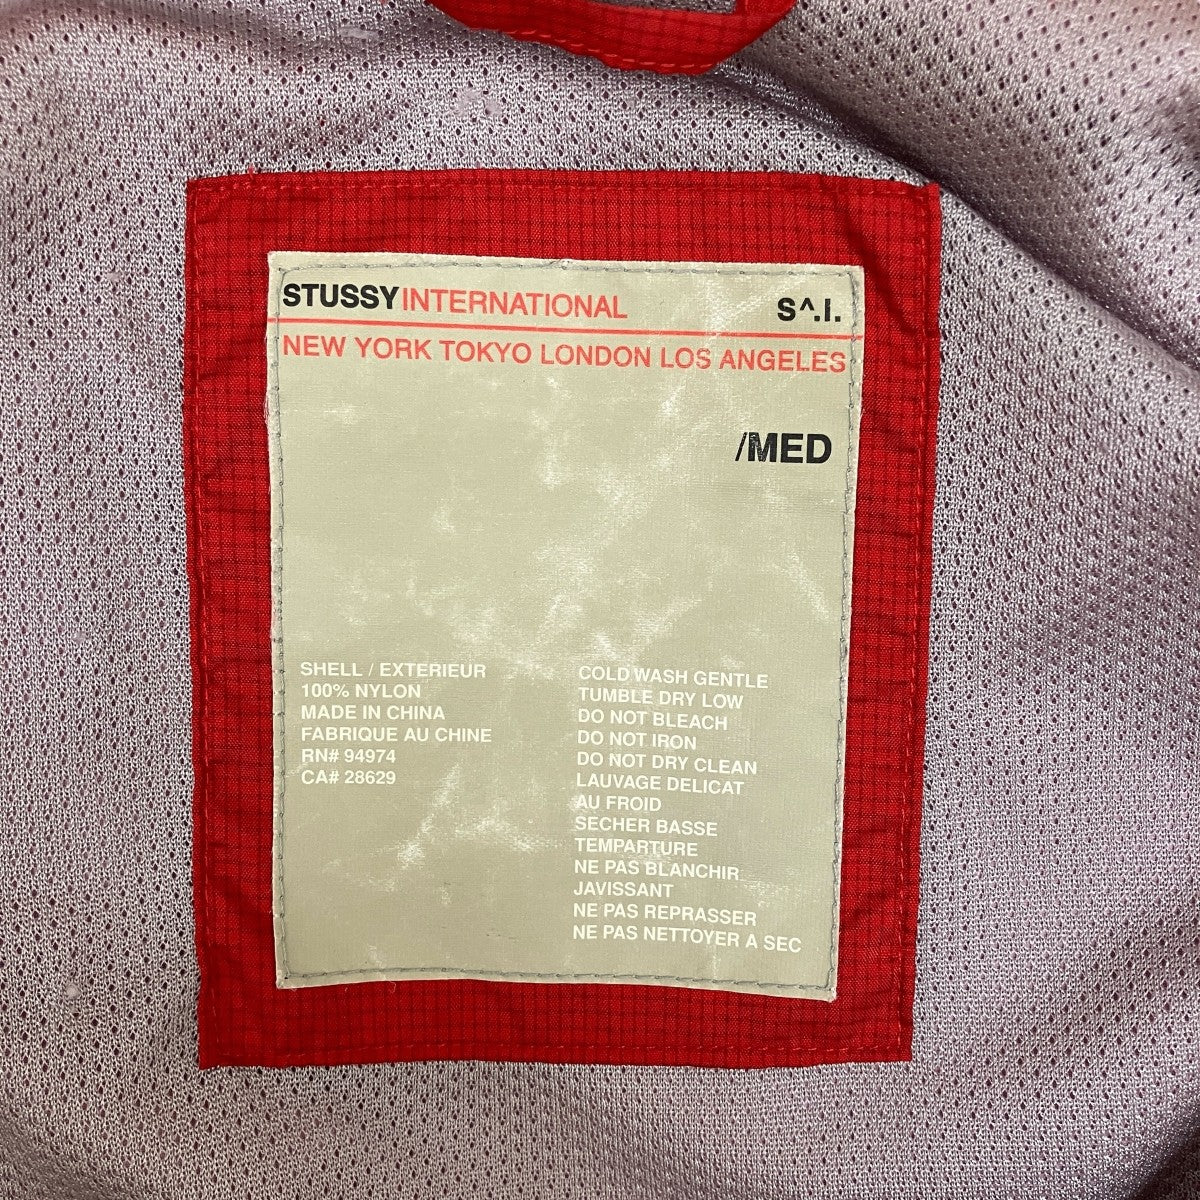 STUSSY INTERNATIONAL S^.I.
NEW YORK TOKYO LONDON LOS ANGELES
/MED
SHELL / EXTERIEUR
100% NYLON
MADE IN CHINA
FABRIQUE AU CHINE
RN# 94974
CA# 28629
COLD WASH GENTLE
TUMBLE DRY LOW
DO NOT BLEACH
DO NOT IRON
DO NOT DRY CLEAN
LAUVAGE DELICAT
AU FROID
SECHER BASSE
TEMPARTURE
NE PAS BLANCHIR
JAVISSANT
NE PAS REPRASSER
NE PAS NETTOYER A SEC